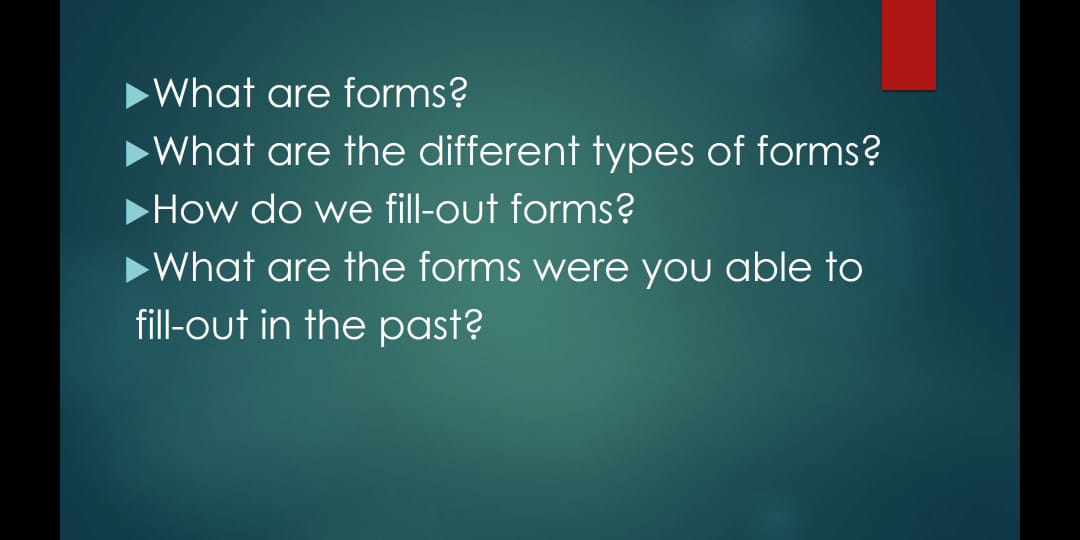 ▶What are forms?
▶What are the different types of forms?
▶How do we fill-out forms?
▶What are the forms were you able to
fill-out in the past?